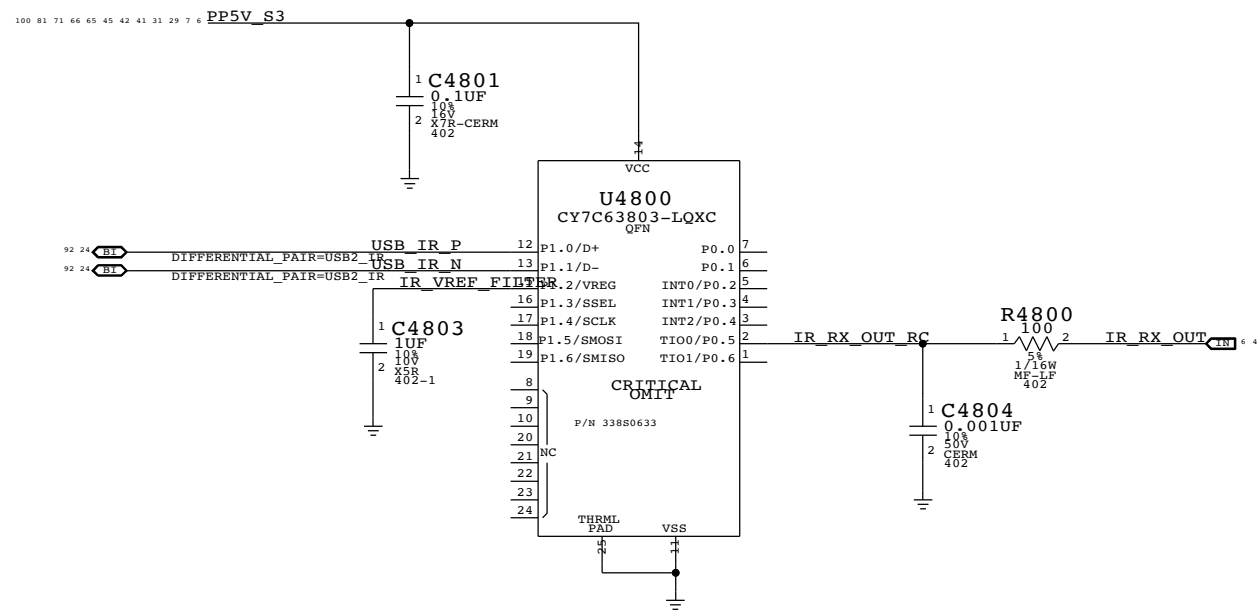 100 81 71 66 65 45 42 41 31 29 7 6 PP5V_S3
1 C4801
0.1UF
10%
16V
2 X7R-CERM
402
14
VCC
U4800
CY7C63803-LQXC
QFN
92 24 BI USB_IR_P 12 P1.0/D+ P0.0 7
DIFFERENTIAL_PAIR=USB2_IR
92 24 BI USB_IR_N 13 P1.1/D- P0.1 6
DIFFERENTIAL_PAIR=USB2_IR
IR_VREF_FILTER 15 P1.2/VREG INT0/P0.2 5
16 P1.3/SSEL INT1/P0.3 4
17 P1.4/SCLK INT2/P0.4 3
18 P1.5/SMOSI TIO0/P0.5 2 IR_RX_OUT_RC
19 P1.6/SMISO TIO1/P0.6 1
1 C4803
1UF
10%
10V
2 X5R
402-1
R4800
100
1 2 IR_RX_OUT IN 6 4
5%
1/16W
MF-LF
402
CRITICAL
OMIT
8
9
10 P/N 338S0633
20
21 NC
22
23
24
1 C4804
0.001UF
10%
50V
2 CERM
402
THRML
PAD VSS
25 11